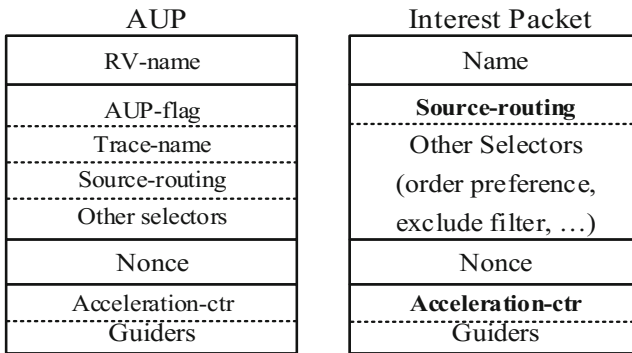 AUP
RV-name
AUP-flag
Trace-name
Source-routing
Other selectors
Nonce
Acceleration-ctr
Guiders
Interest Packet
Name
Source-routing
Other Selectors
(order preference,
exclude filter, …)
Nonce
Acceleration-ctr
Guiders